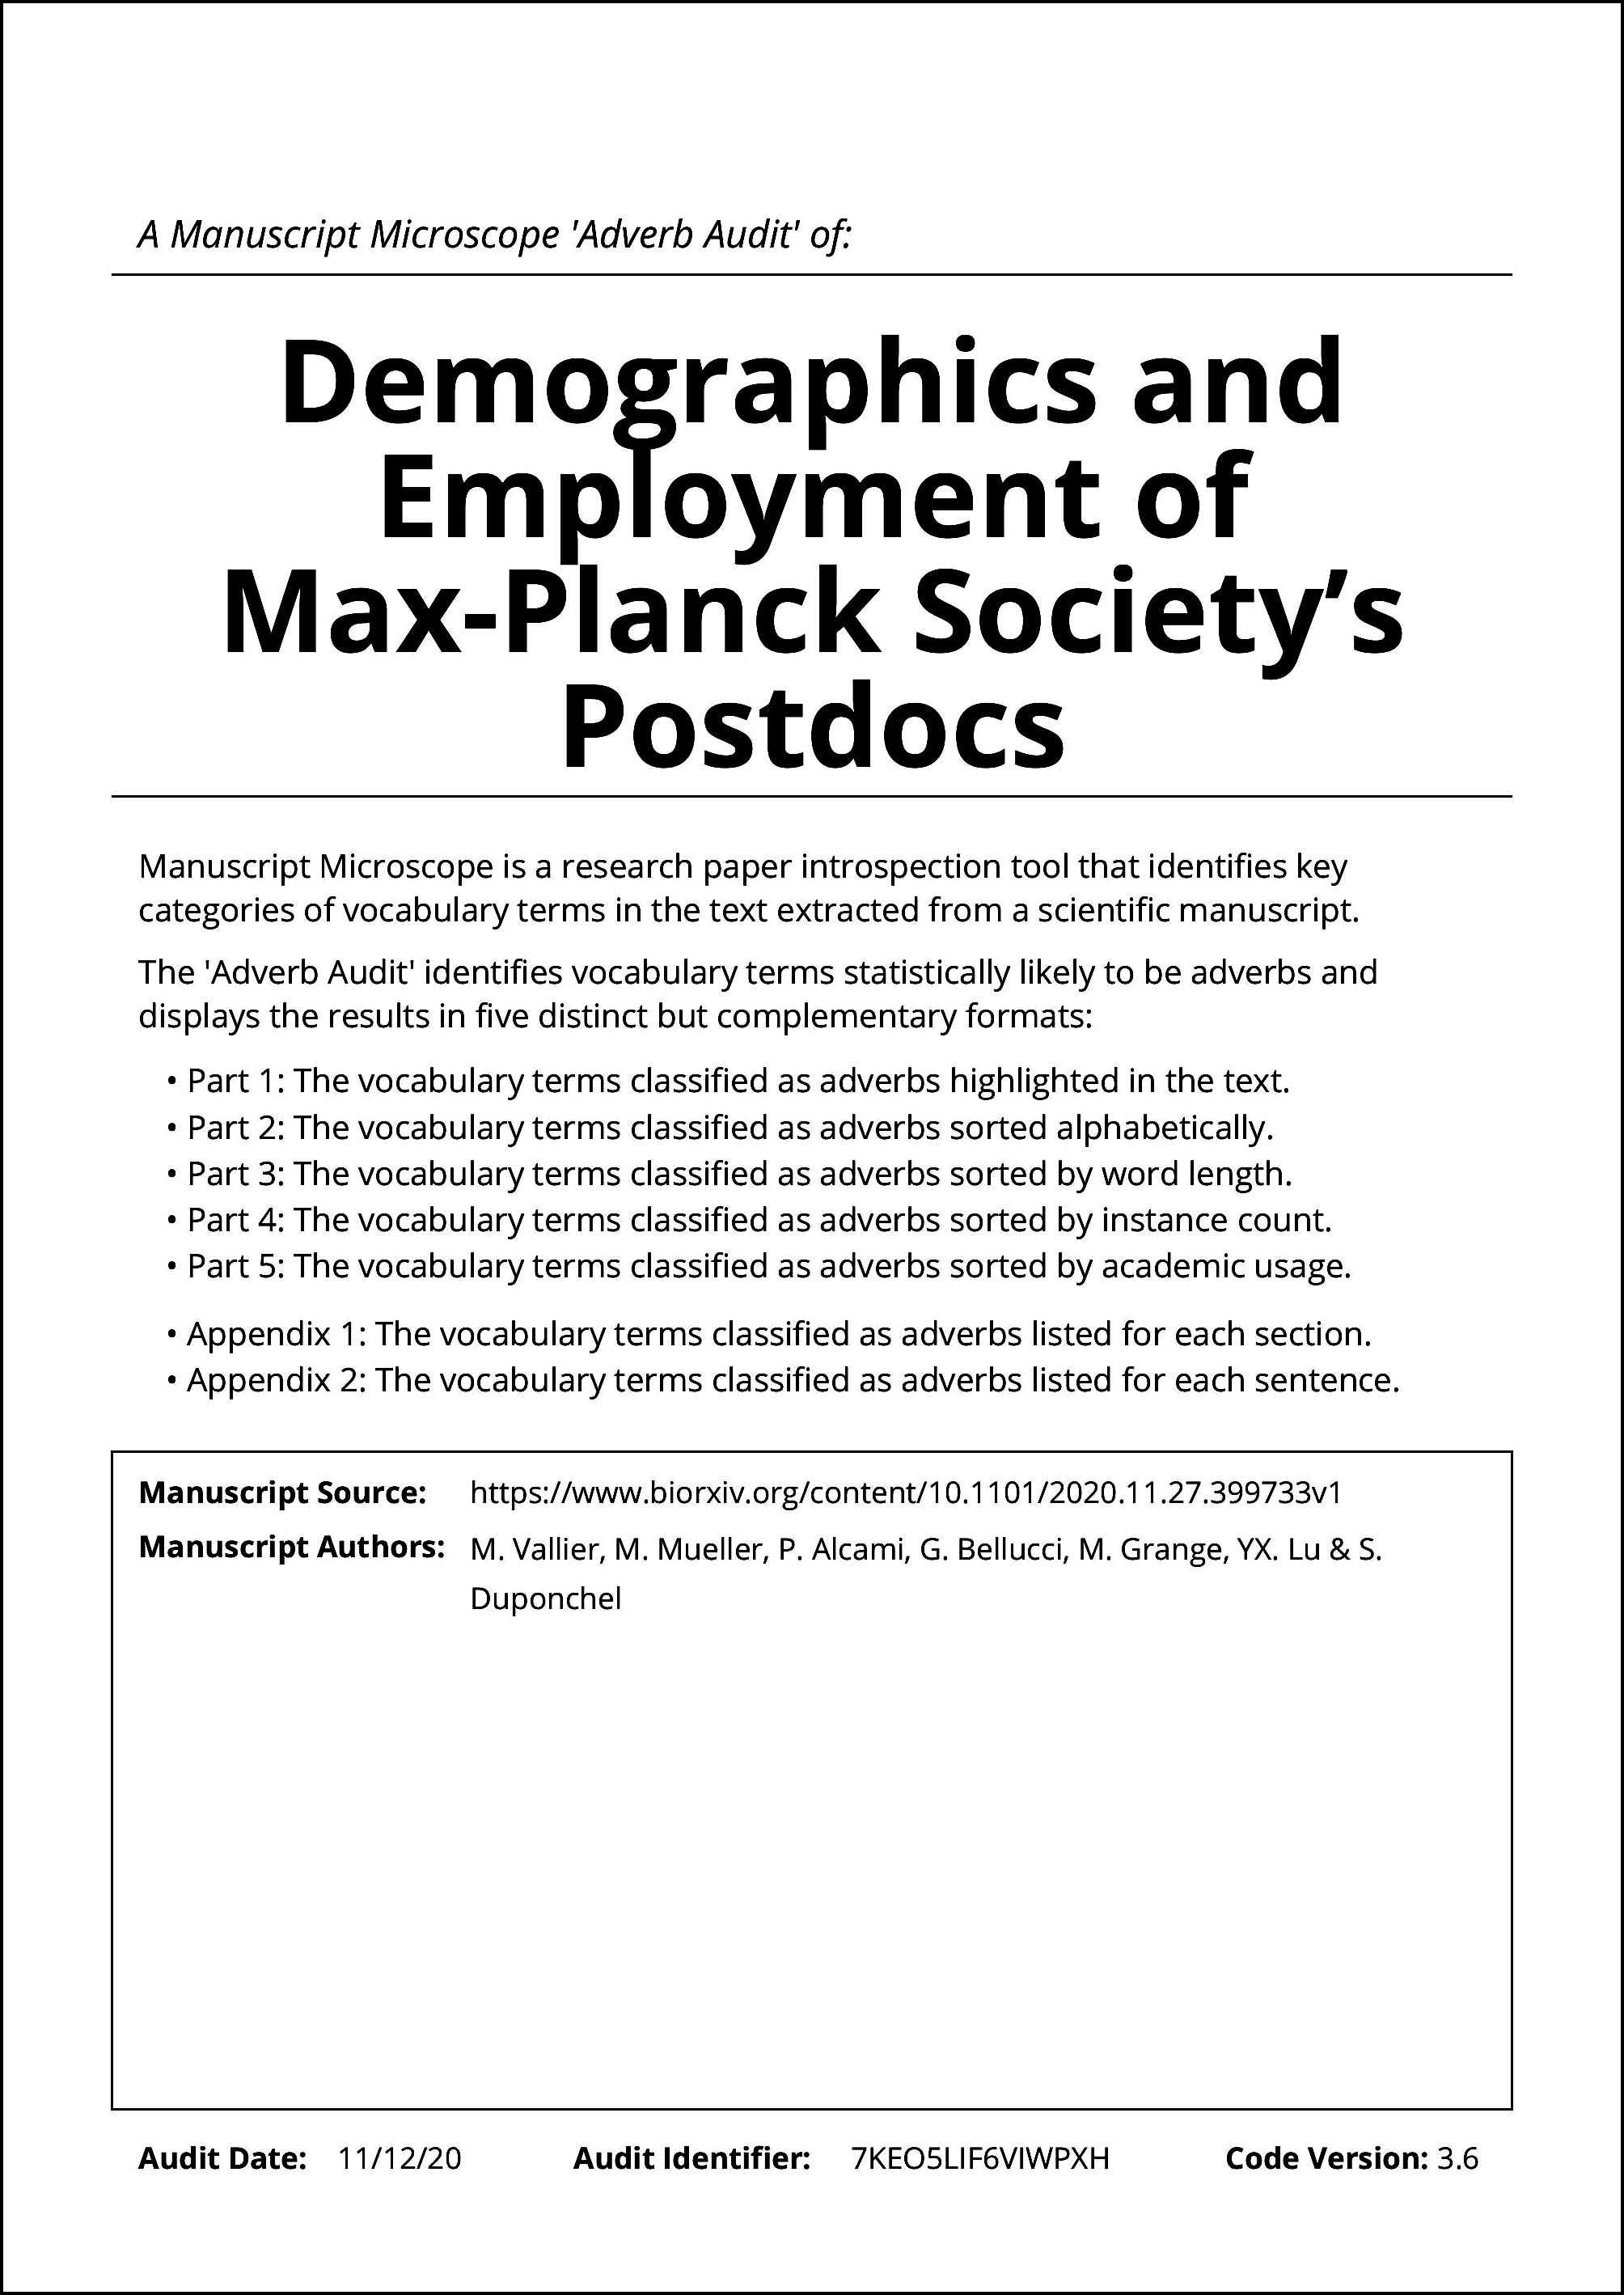 A Manuscript Microscope 'Adverb Audit' of:
Demographics and
Employment of
Max-Planck Society’s
Postdocs
Manuscript Microscope is a research paper introspection tool that identifies key
categories of vocabulary terms in the text extracted from a scientific manuscript.
The 'Adverb Audit' identifies vocabulary terms statistically likely to be adverbs and
displays the results in five distinct but complementary formats:
• Part 1: The vocabulary terms classified as adverbs highlighted in the text.
• Part 2: The vocabulary terms classified as adverbs sorted alphabetically.
• Part 3: The vocabulary terms classified as adverbs sorted by word length.
• Part 4: The vocabulary terms classified as adverbs sorted by instance count.
• Part 5: The vocabulary terms classified as adverbs sorted by academic usage.
• Appendix 1: The vocabulary terms classified as adverbs listed for each section.
• Appendix 2: The vocabulary terms classified as adverbs listed for each sentence.
Manuscript Source: https://www.biorxiv.org/content/10.1101/2020.11.27.399733v1
Manuscript Authors: M. Vallier, M. Mueller, P. Alcami, G. Bellucci, M. Grange, YX. Lu & S.
Duponchel
Audit Date: 11/12/20 Audit Identifier: 7KEO5LIF6VIWPXH Code Version: 3.6